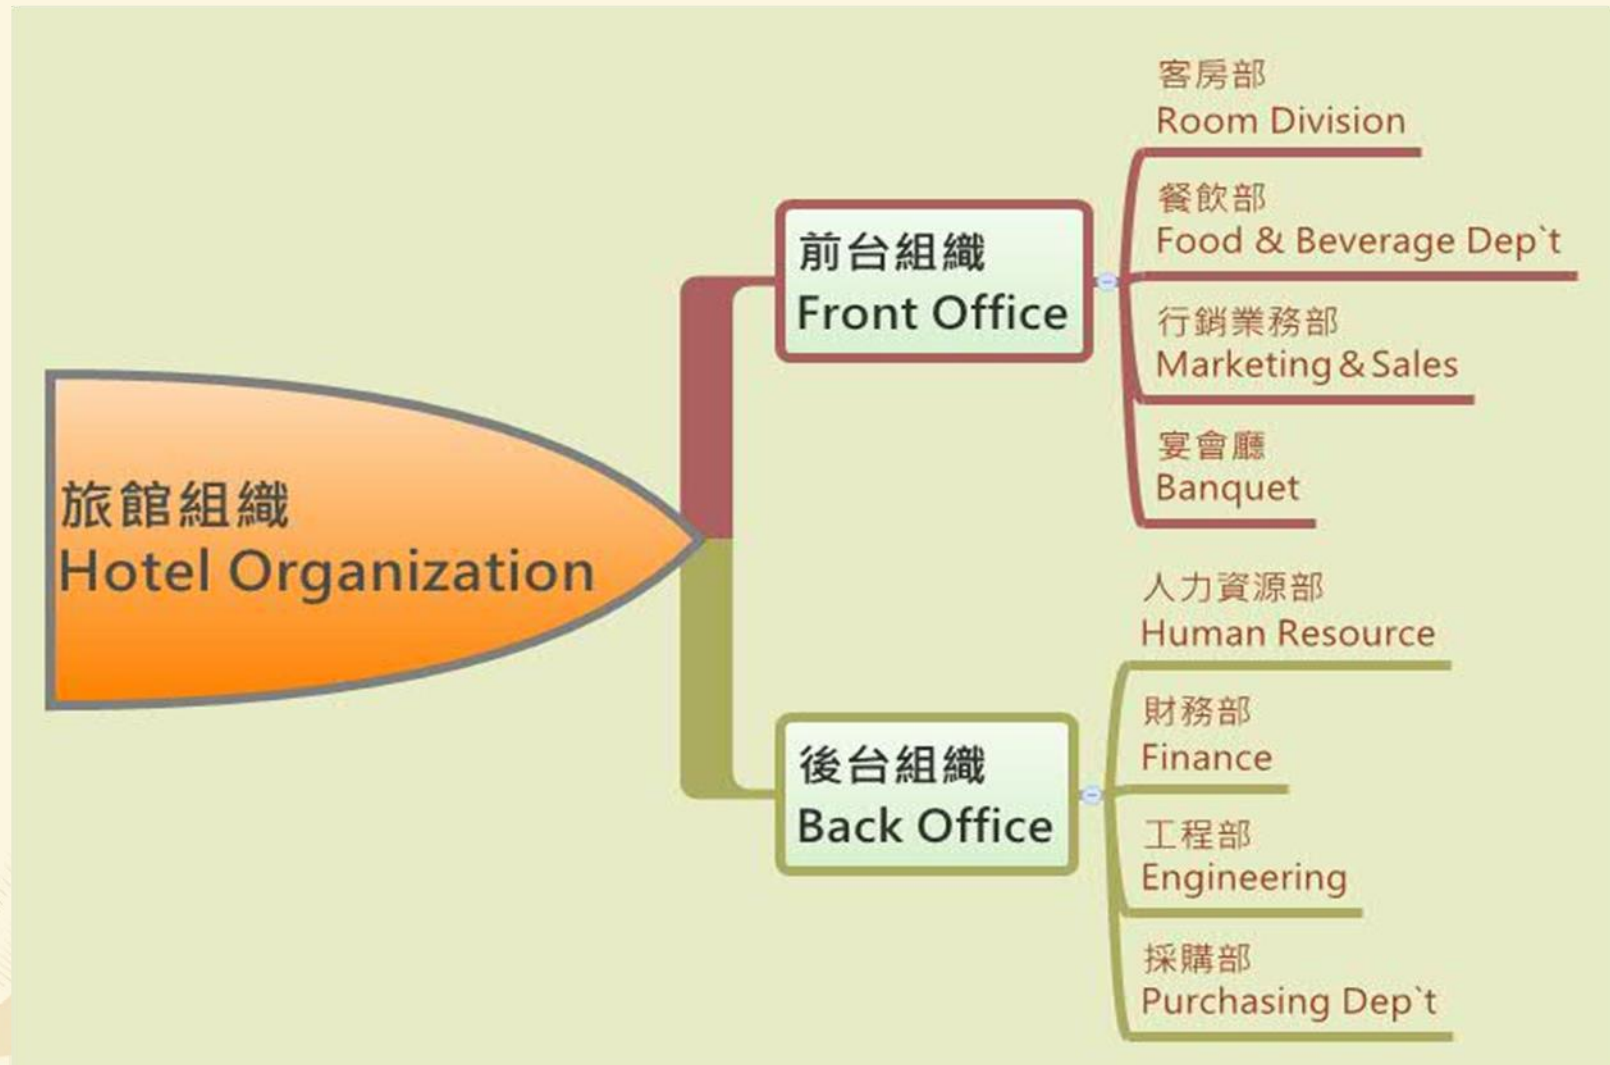 旅館組織
Hotel Organization
前台組織
Front Office
客房部
Room Division
餐飲部
Food & Beverage Dep`t
行銷業務部
Marketing & Sales
宴會廳
Banquet
後台組織
Back Office
人力資源部
Human Resource
財務部
Finance
工程部
Engineering
採購部
Purchasing Dep`t